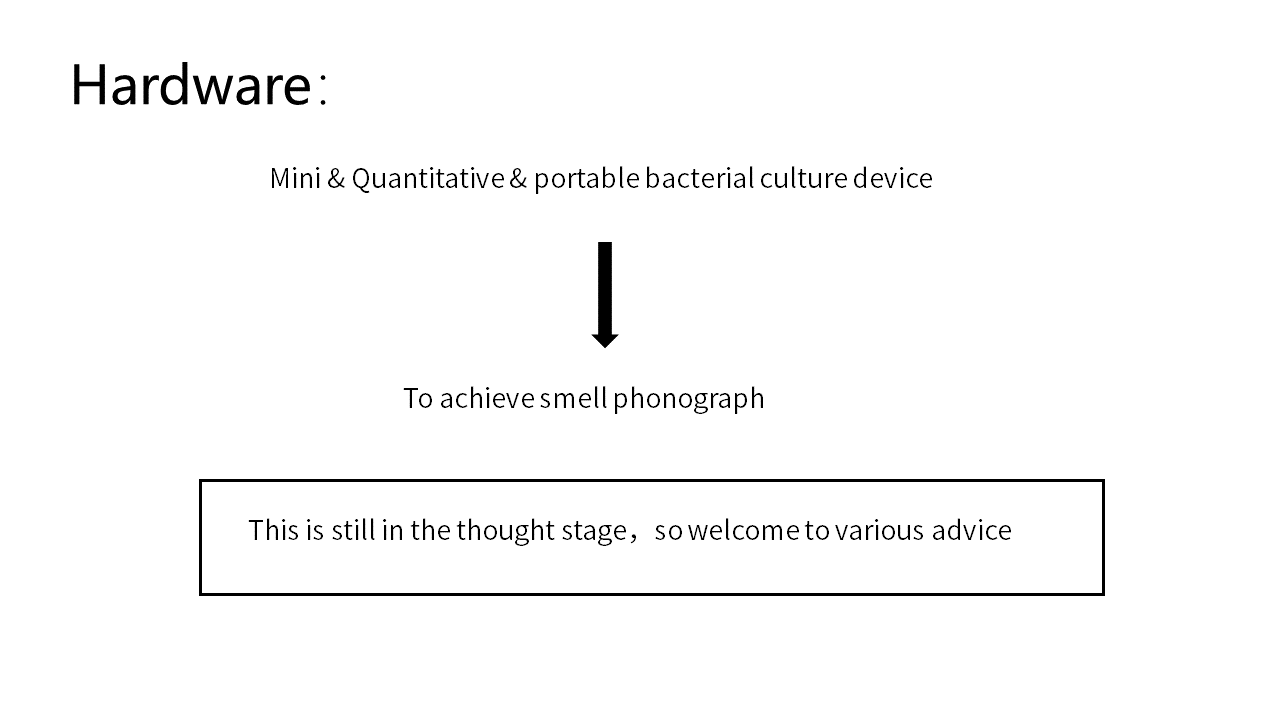 Hardware：
Mini & Quantitative & portable bacterial culture device
To achieve smell phonograph
This is still in the thought stage，so welcome to various advice